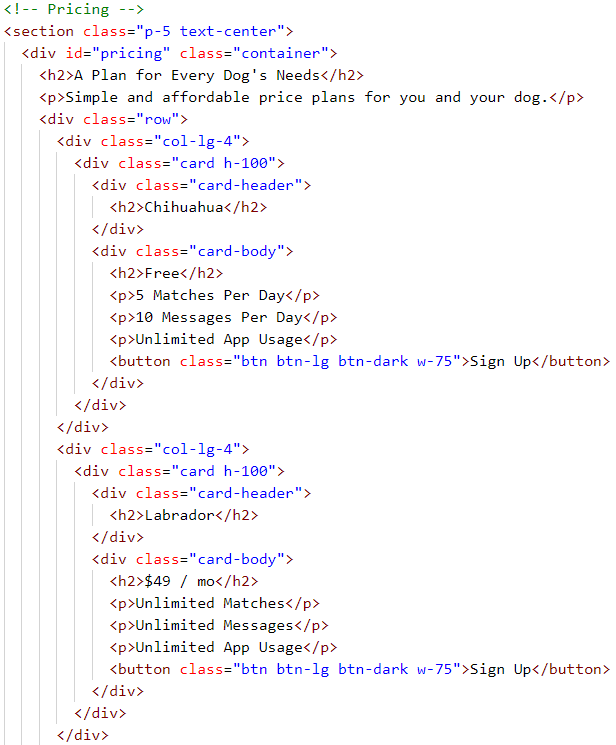 <!-- Pricing -->
<section class="p-5 text-center">
  <div id="pricing" class="container">
    <h2>A Plan for Every Dog's Needs</h2>
    <p>Simple and affordable price plans for you and your dog.</p>
    <div class="row">
      <div class="col-lg-4">
        <div class="card h-100">
          <div class="card-header">
            <h2>Chihuahua</h2>
          </div>
          <div class="card-body">
            <h2>Free</h2>
            <p>5 Matches Per Day</p>
            <p>10 Messages Per Day</p>
            <p>Unlimited App Usage</p>
            <button class="btn btn-lg btn-dark w-75">Sign Up</button>
          </div>
        </div>
      </div>
      <div class="col-lg-4">
        <div class="card h-100">
          <div class="card-header">
            <h2>Labrador</h2>
          </div>
          <div class="card-body">
            <h2>$49 / mo</h2>
            <p>Unlimited Matches</p>
            <p>Unlimited Messages</p>
            <p>Unlimited App Usage</p>
            <button class="btn btn-lg btn-dark w-75">Sign Up</button>
          </div>
        </div>
      </div>